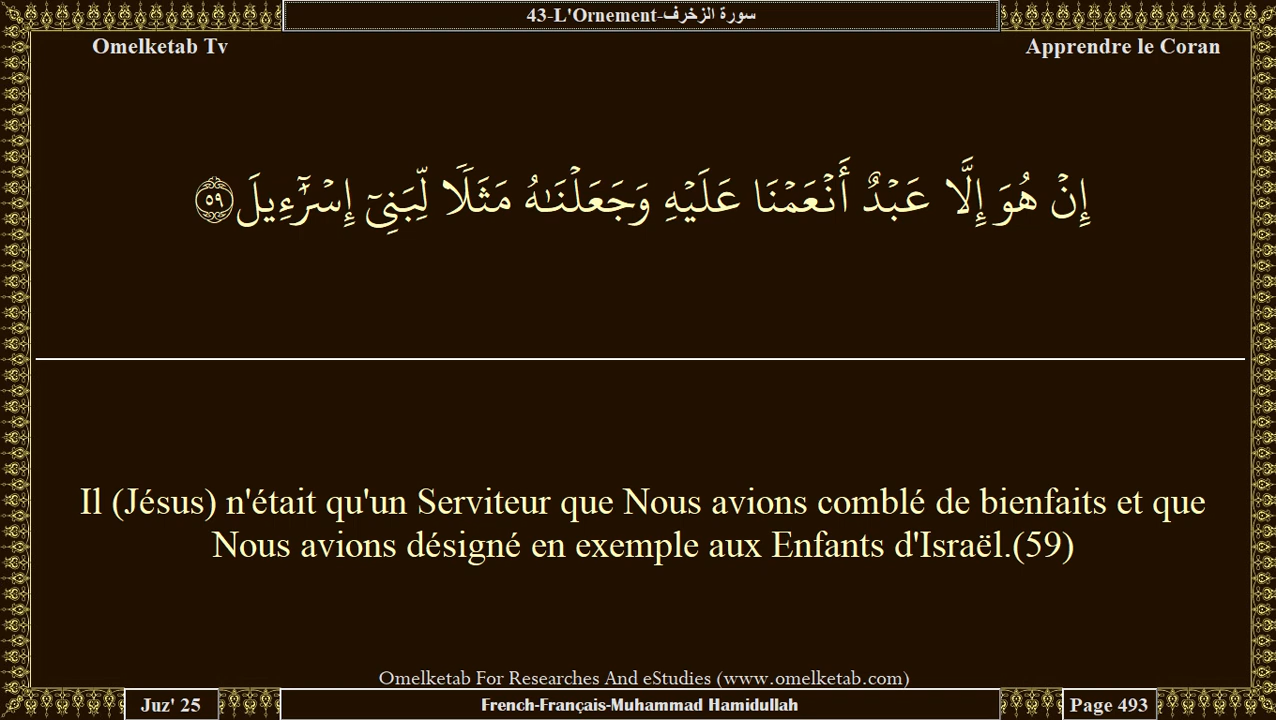 43-L'Ornement-سورة الزخرف
Omelketab Tv
Apprendre le Coran
إِنْ هُوَ إِلَّا عَبْدٌ أَنْعَمْنَا عَلَيْهِ وَجَعَلْنَٰهُ مَثَلًا لِّبَنِىٓ إِسْرَٰٓءِيلَ ۝٥٩
Il (Jésus) n'était qu'un Serviteur que Nous avions comblé de bienfaits et que
Nous avions désigné en exemple aux Enfants d'Israël.(59)
Omelketab For Researches And eStudies (www.omelketab.com)
Juz' 25
French-Français-Muhammad Hamidullah
Page 493